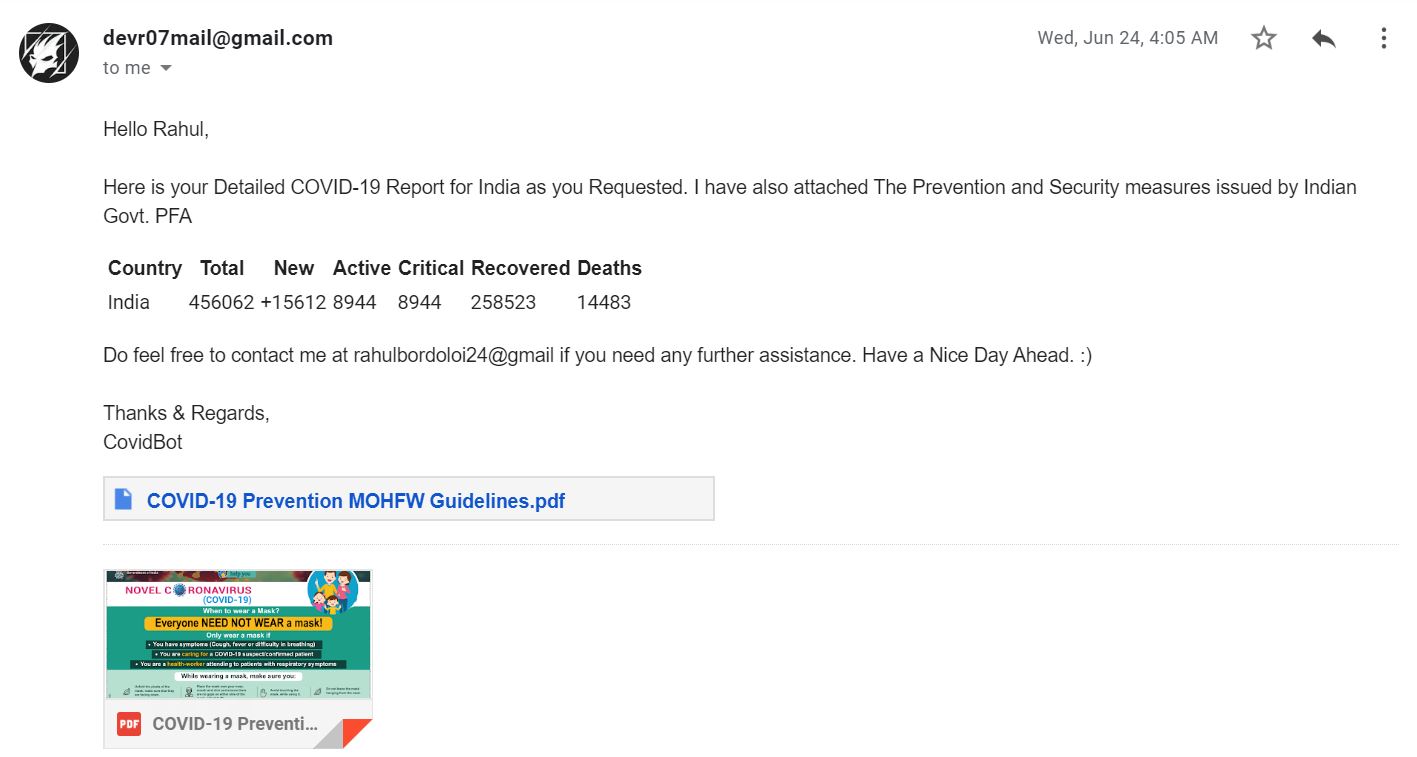 devr07mail@gmail.com
Wed, Jun 24, 4:05 AM
to me
Hello Rahul,
Here is your Detailed COVID-19 Report for India as you Requested. I have also attached The Prevention and Security measures issued by Indian
Govt. PFA
Country Total New Active Critical Recovered Deaths
India 456062 +15612 8944 8944 258523 14483
Do feel free to contact me at rahulbordoloi24@gmail if you need any further assistance. Have a Nice Day Ahead. :)
Thanks & Regards,
CovidBot
COVID-19 Prevention MOHFW Guidelines.pdf
help you
NOVEL CORONAVIRUS
(COVID-19)
When to wear a Mask?
Everyone NEED NOT WEAR a mask!
Only wear a mask if
• You have symptoms (Cough, fever or difficulty in breathing)
• You are caring for a COVID-19 suspect/confirmed patient
• You are a health-worker attending to patients with respiratory symptoms
While wearing a mask, make sure you:
PDF COVID-19 Preventi...